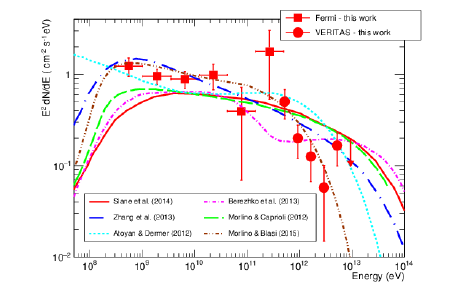 Fermi - this work
VERITAS - this work
E² dN/dE ( cm⁻² s⁻¹ eV)
10
1
10⁻¹
10⁻²
Slane et al. (2014)
Berezhko et al. (2013)
Zhang et al. (2013)
Morlino & Caprioli (2012)
Atoyan & Dermer (2012)
Morlino & Blasi (2015)
10⁸
10⁹
10¹⁰
10¹¹
10¹²
10¹³
10¹⁴
Energy (eV)